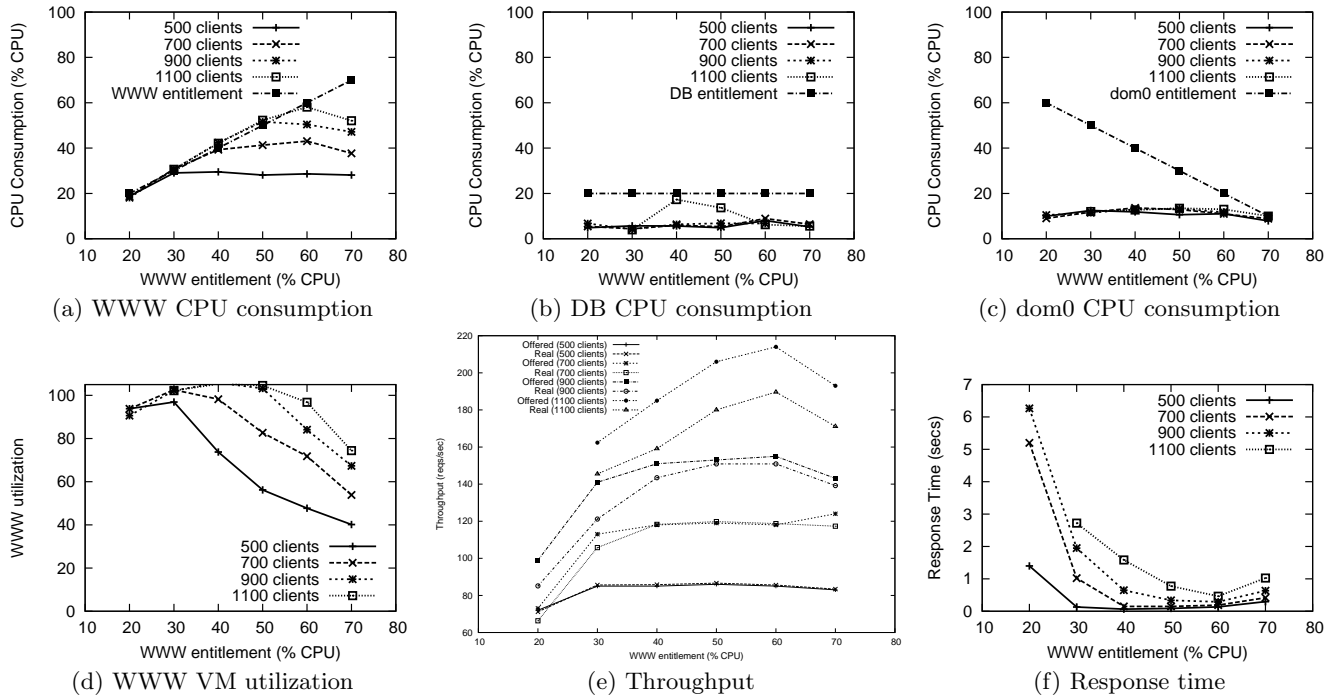 100
80
60
40
20
0
10 20 30 40 50 60 70 80
CPU Consumption (% CPU)
WWW entitlement (% CPU)
500 clients
700 clients
900 clients
1100 clients
WWW entitlement
(a) WWW CPU consumption
100
80
60
40
20
0
10 20 30 40 50 60 70 80
CPU Consumption (% CPU)
WWW entitlement (% CPU)
500 clients
700 clients
900 clients
1100 clients
DB entitlement
(b) DB CPU consumption
100
80
60
40
20
0
10 20 30 40 50 60 70 80
CPU Consumption (% CPU)
WWW entitlement (% CPU)
500 clients
700 clients
900 clients
1100 clients
dom0 entitlement
(c) dom0 CPU consumption
100
80
60
40
20
0
10 20 30 40 50 60 70 80
WWW utilization
WWW entitlement (% CPU)
500 clients
700 clients
900 clients
1100 clients
(d) WWW VM utilization
220
200
180
160
140
120
100
80
60
10 20 30 40 50 60 70 80
Throughput (reqs/sec)
WWW entitlement (% CPU)
Offered (500 clients)
Real (500 clients)
Offered (700 clients)
Real (700 clients)
Offered (900 clients)
Real (900 clients)
Offered (1100 clients)
Real (1100 clients)
(e) Throughput
7
6
5
4
3
2
1
0
10 20 30 40 50 60 70 80
Response Time (secs)
WWW entitlement (% CPU)
500 clients
700 clients
900 clients
1100 clients
(f) Response time